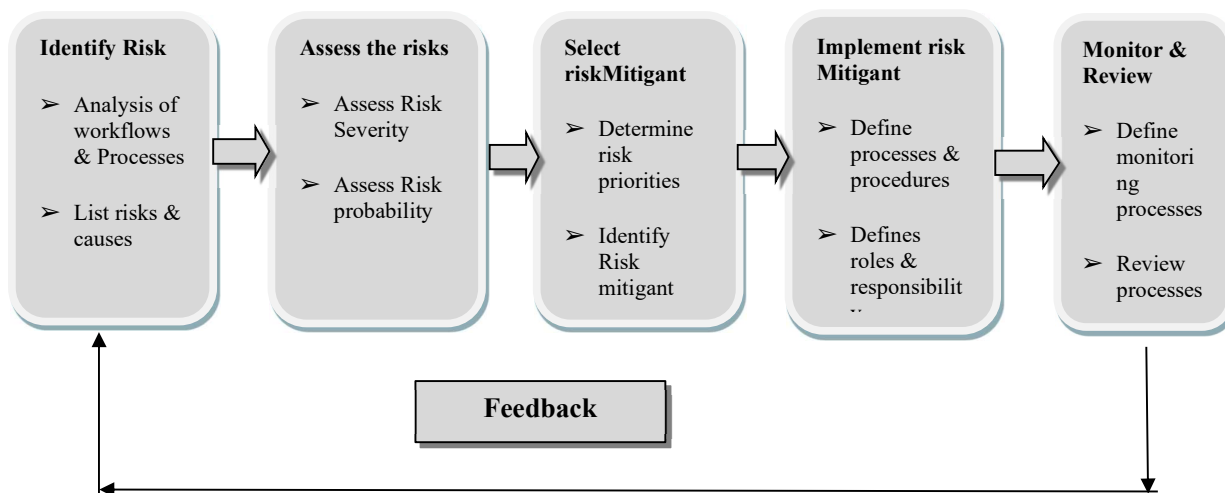 Identify Risk
➢ Analysis of
workflows
& Processes
➢ List risks &
causes
Assess the risks
➢ Assess Risk
Severity
➢ Assess Risk
probability
Select
riskMitigant
➢ Determine
risk
priorities
➢ Identify
Risk
mitigant
Implement risk
Mitigant
➢ Define
processes &
procedures
➢ Defines
roles &
responsibilit
y
Monitor &
Review
➢ Define
monitori
ng
processes
➢ Review
processes
Feedback